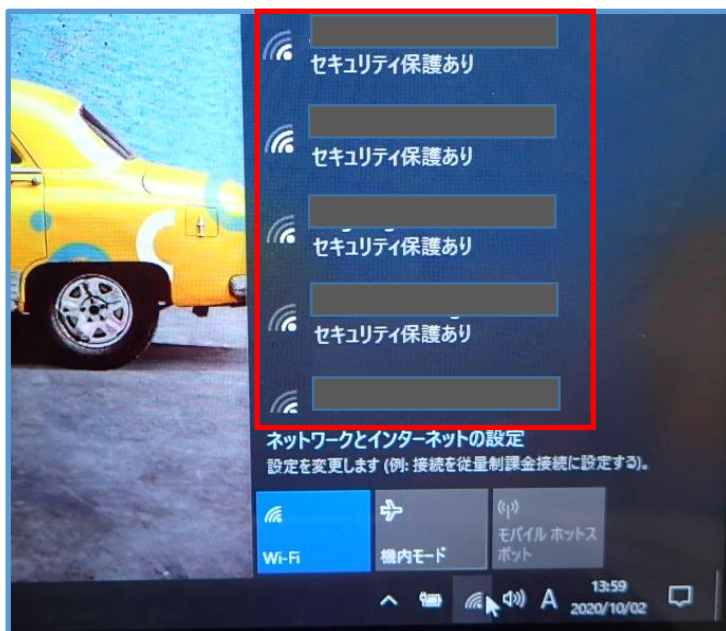 セキュリティ保護あり
セキュリティ保護あり
セキュリティ保護あり
セキュリティ保護あり
ネットワークとインターネットの設定
設定を変更します (例: 接続を従量制課金接続に設定する)。
Wi-Fi
機内モード
モバイル ホットス
ポット
A
13:59
2020/10/02